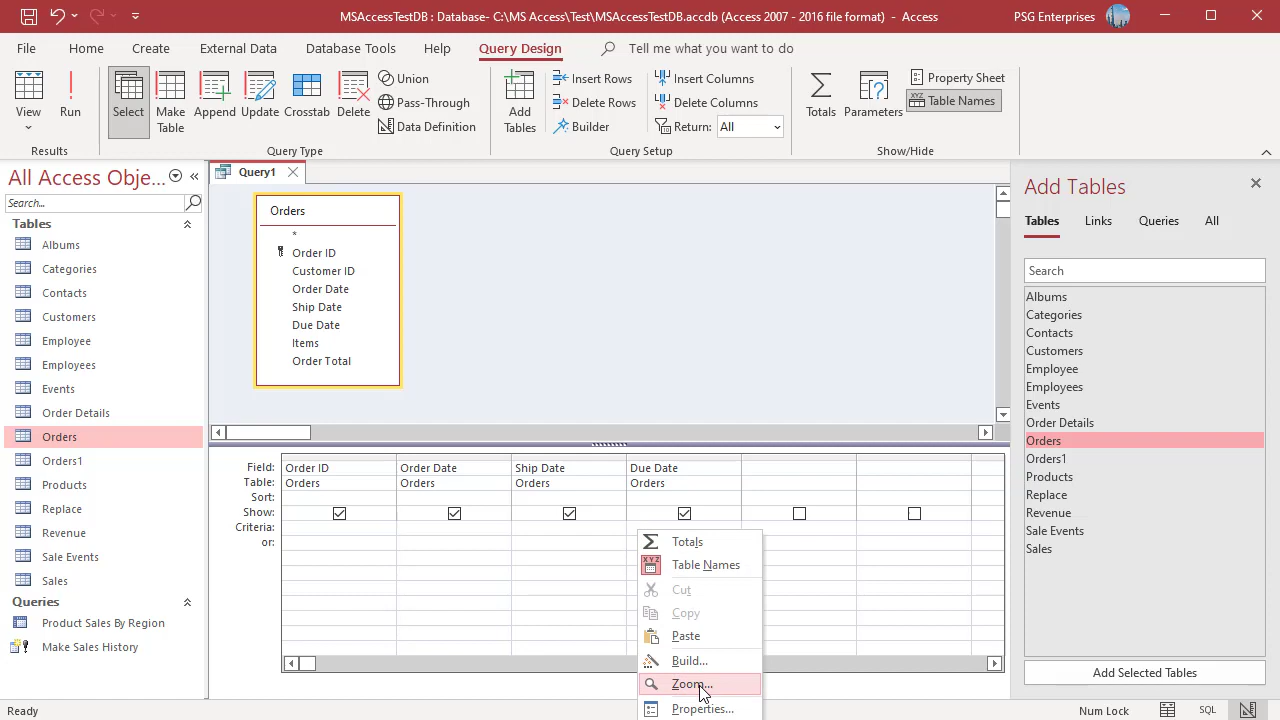 MSAccessTestDB : Database- C:\MS Access\Test\MSAccessTestDB.accdb (Access 2007 - 2016 file format) - Access
PSG Enterprises
File Home Create External Data Database Tools Help Query Design Tell me what you want to do
View
Run
Select
Make Table
Append
Update
Crosstab
Delete
Union
Pass-Through
Data Definition
Add Tables
Insert Rows
Delete Rows
Builder
Insert Columns
Delete Columns
Return: All
Totals
Parameters
Property Sheet
XYZ Table Names
Results
Query Type
Query Setup
Show/Hide
All Access Obje...
Search...
Tables
Albums
Categories
Contacts
Customers
Employee
Employees
Events
Order Details
Orders
Orders1
Products
Replace
Revenue
Sale Events
Sales
Queries
Product Sales By Region
Make Sales History
Query1
Orders
*
Order ID
Customer ID
Order Date
Ship Date
Due Date
Items
Order Total
Field: Order ID Order Date Ship Date Due Date
Table: Orders Orders Orders Orders
Sort:
Show:
Criteria:
or:
Totals
XYZ Table Names
Cut
Copy
Paste
Build...
Zoom...
Properties...
Add Tables
Tables Links Queries All
Search
Albums
Categories
Contacts
Customers
Employee
Employees
Events
Order Details
Orders
Orders1
Products
Replace
Revenue
Sale Events
Sales
Add Selected Tables
Ready
Num Lock
SQL